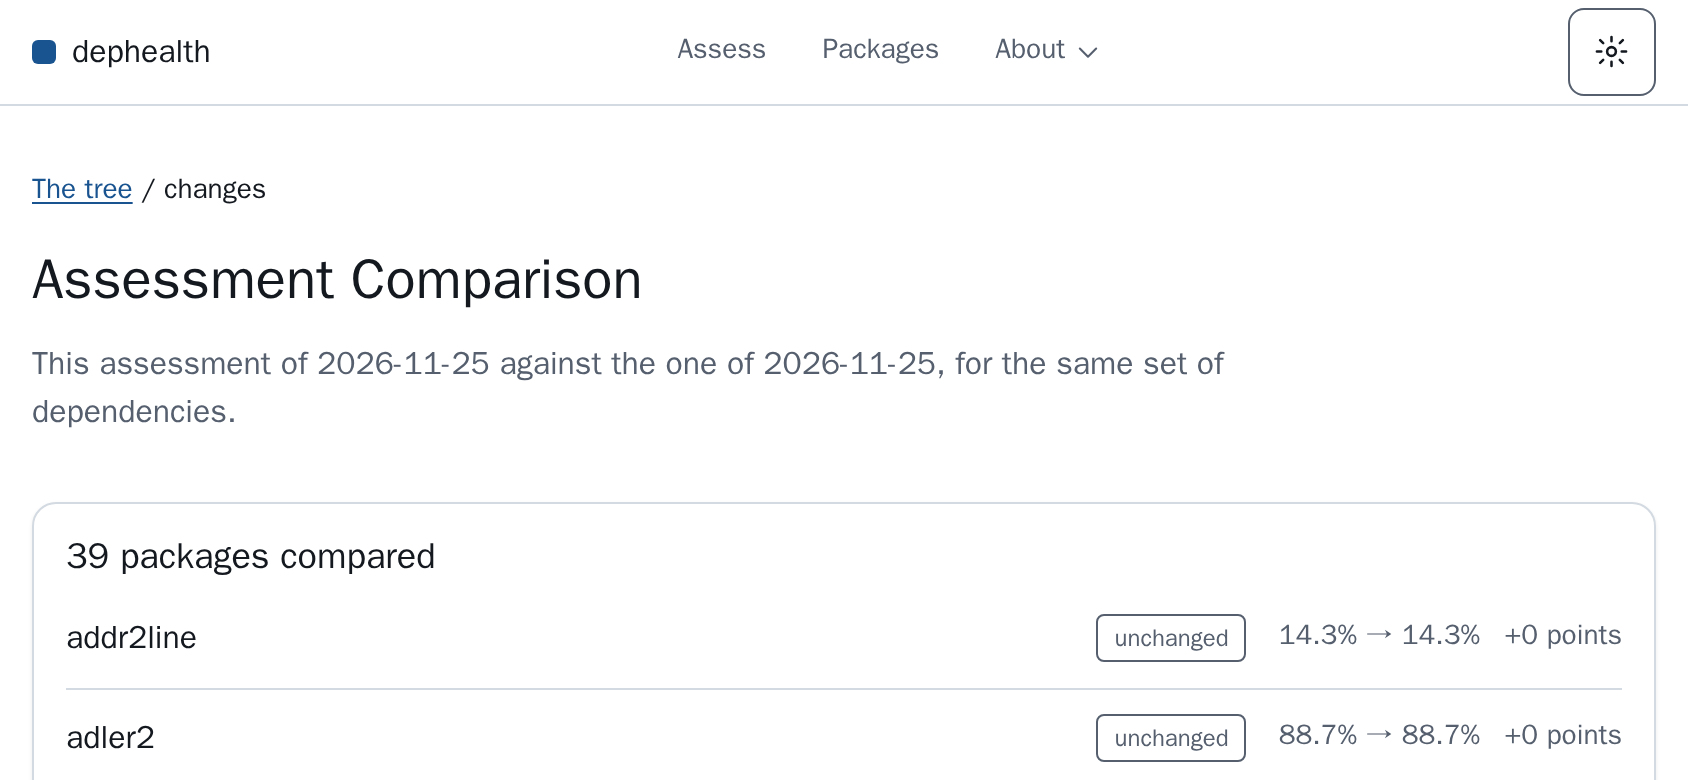 dephealth
Assess
Packages
About
The tree / changes
Assessment Comparison
This assessment of 2026-11-25 against the one of 2026-11-25, for the same set of
dependencies.
39 packages compared
addr2line unchanged 14.3% → 14.3% +0 points
adler2 unchanged 88.7% → 88.7% +0 points